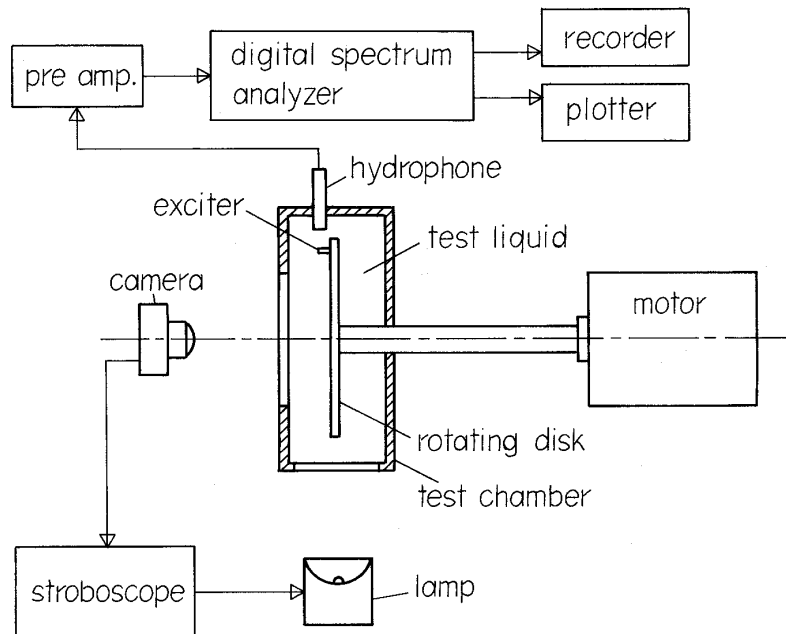 recorder
pre amp.
digital spectrum
analyzer
plotter
hydrophone
exciter
test liquid
camera
motor
rotating disk
test chamber
stroboscope
lamp